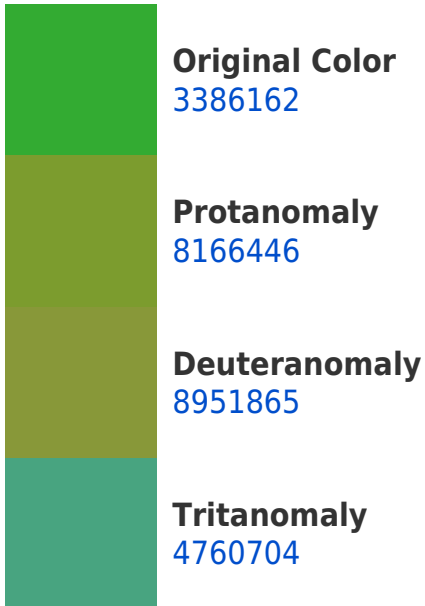 Original Color
3386162
Protanomaly
8166446
Deuteranomaly
8951865
Tritanomaly
4760704